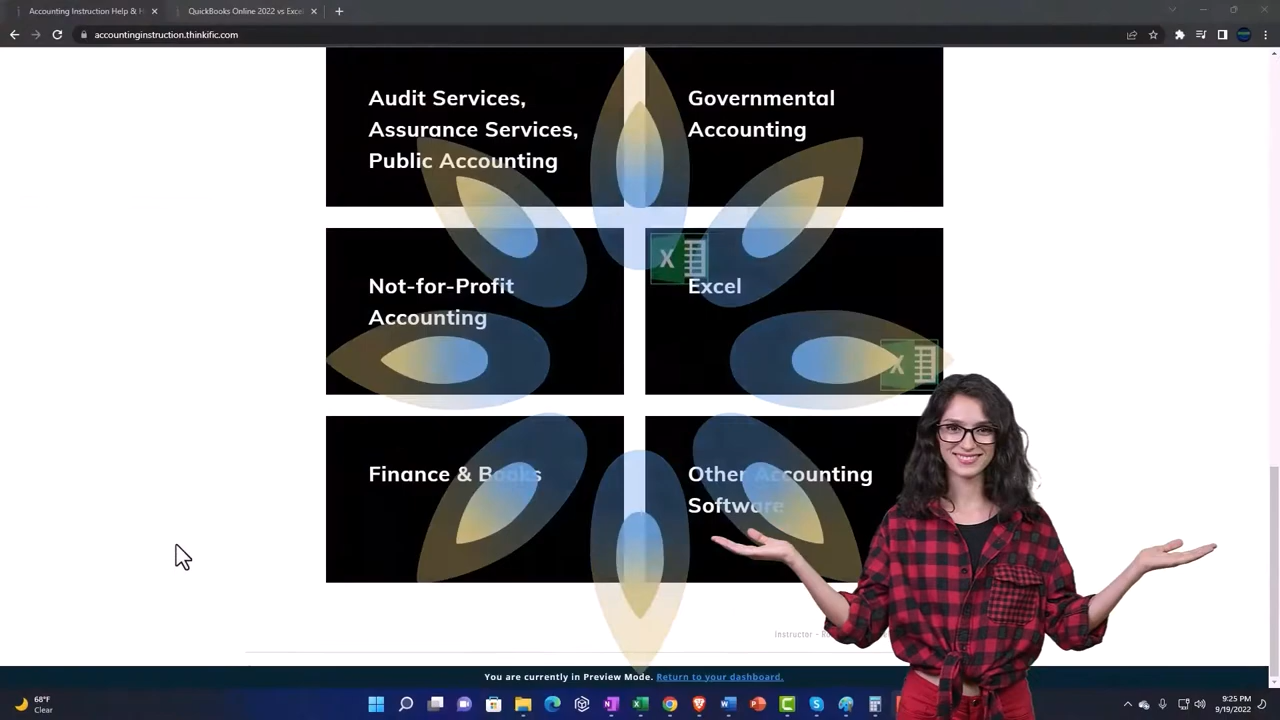 Accounting Instruction Help & H
QuickBooks Online 2022 vs Excel
accountinginstruction.thinkific.com
Audit Services,
Assurance Services,
Public Accounting
Governmental
Accounting
Not-for-Profit
Accounting
Excel
Finance & Books
Other Accounting
Software
Instructor -
You are currently in Preview Mode. Return to your dashboard.
68°F
Clear
9:25 PM
9/19/2022